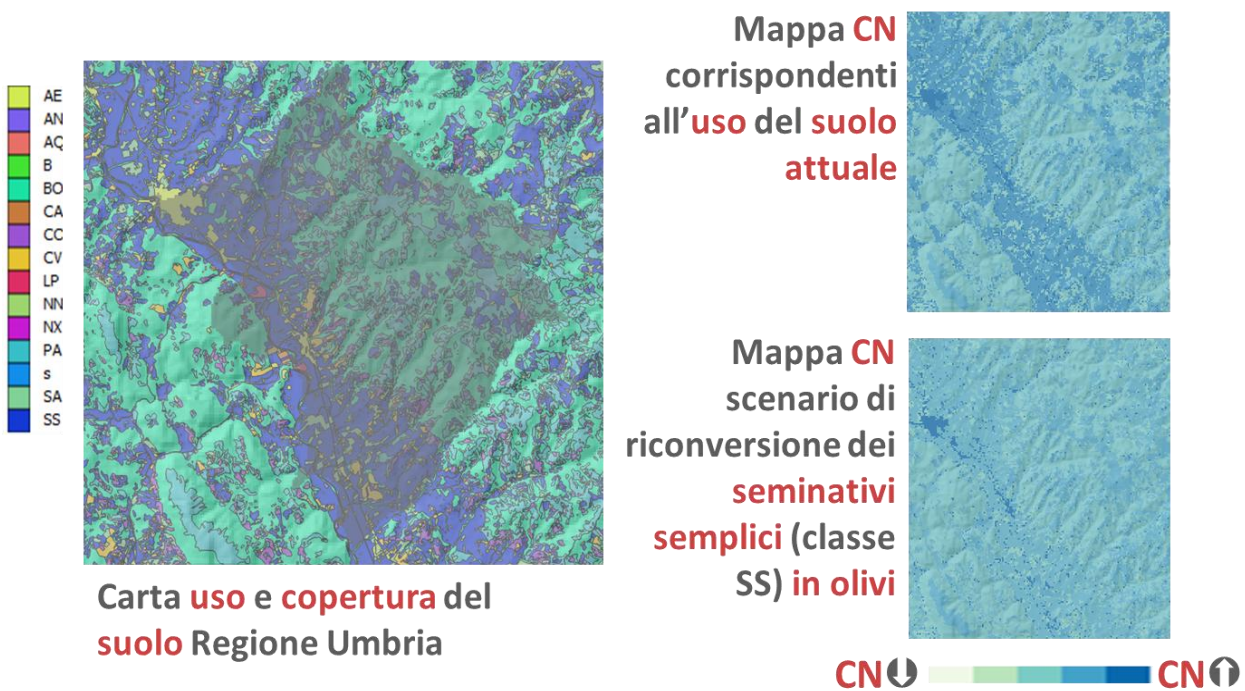 AE
AN
AQ
B
BO
CA
CC
CV
LP
NN
NX
PA
s
SA
SS
Carta uso e copertura del
suolo Regione Umbria
Mappa CN
corrispondenti
all’uso del suolo
attuale
Mappa CN
scenario di
riconversione dei
seminativi
semplici (classe
SS) in olivi
CN
CN